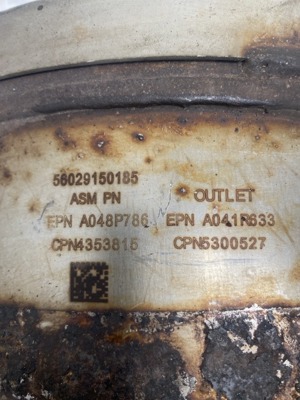 56029150185
ASM PN OUTLET
EPN A048P786 EPN A041R633
CPN4353815 CPN5300527